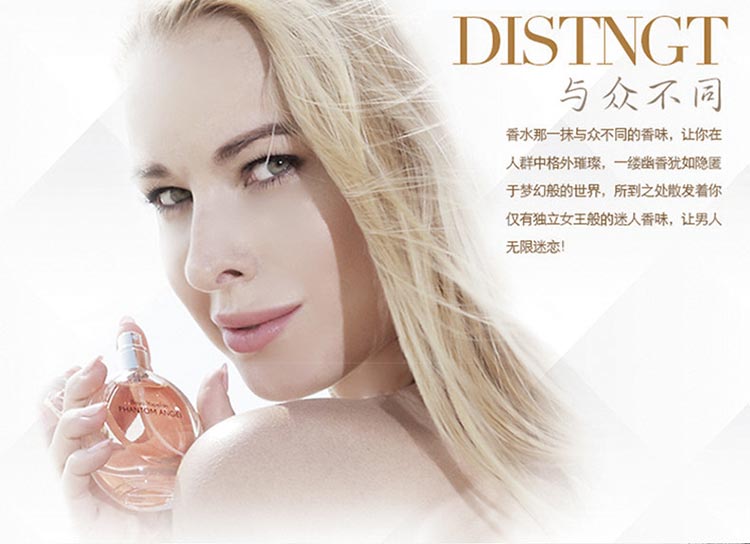 DISTNGT
与众不同
香水那一抹与众不同的香味，让你在
人群中格外璀璨，一缕幽香犹如隐匿
于梦幻般的世界，所到之处散发着你
仅有独立女王般的迷人香味，让男人
无限迷恋！
PHANTOM ANGEL